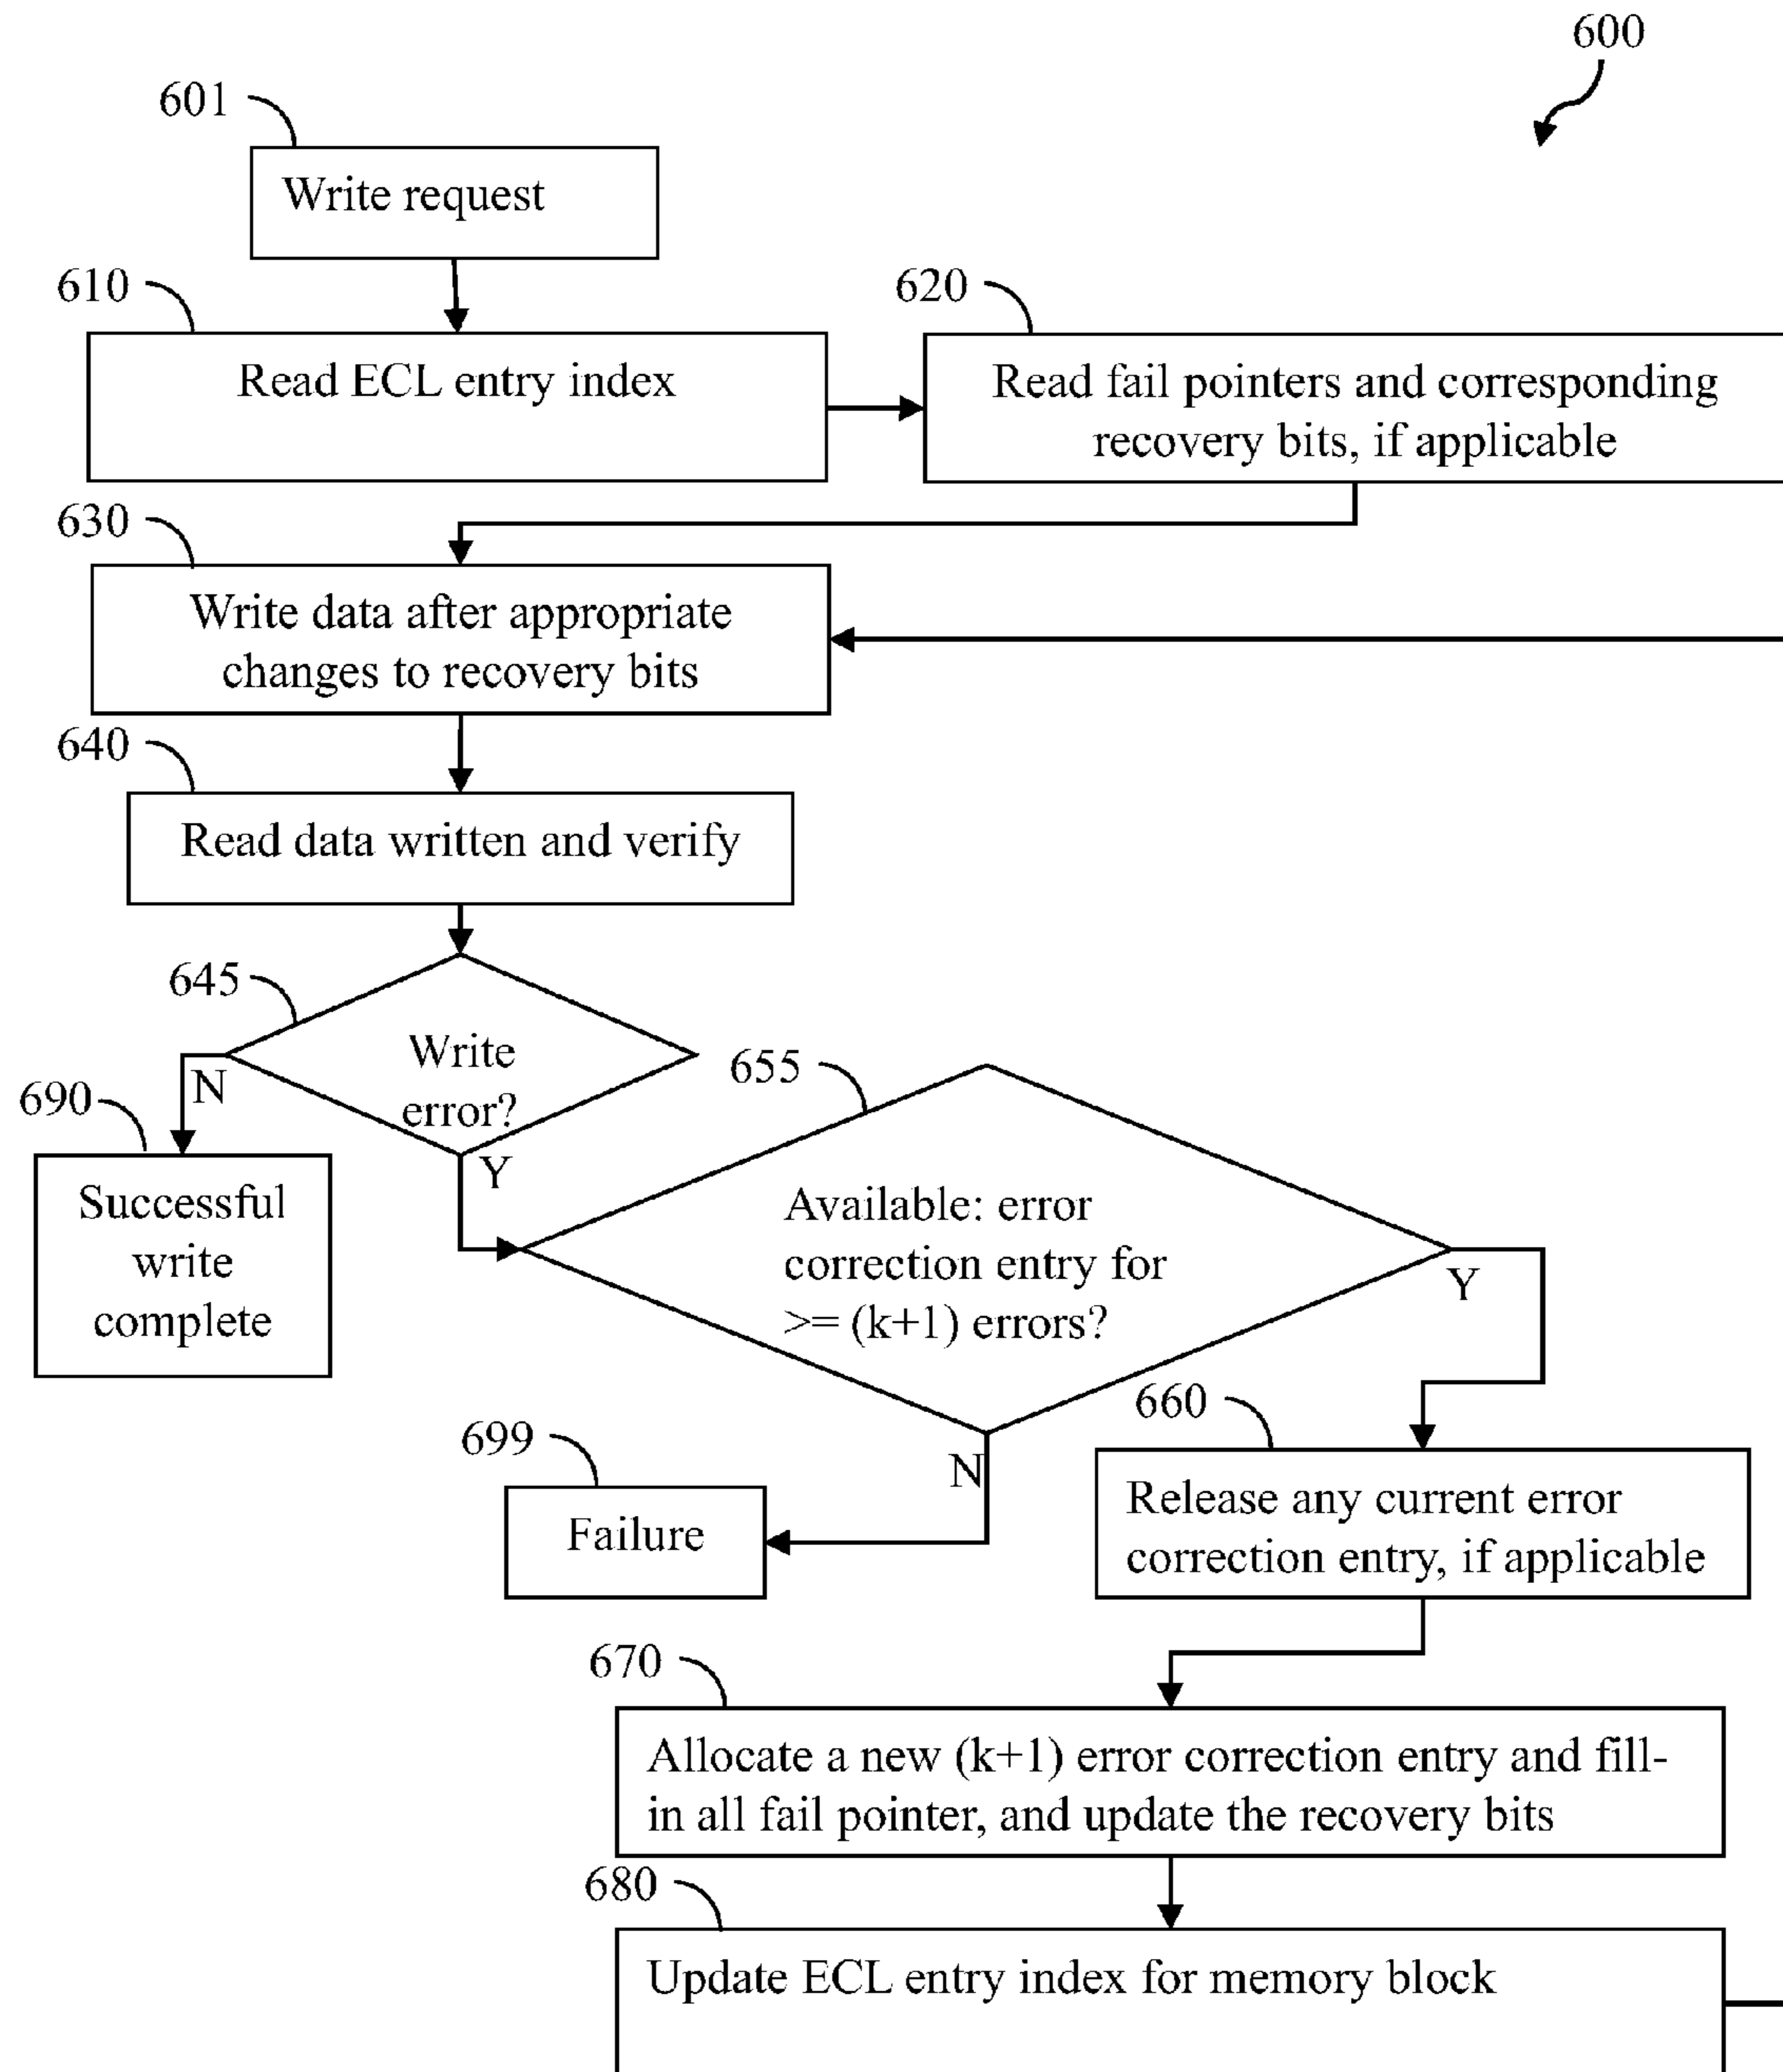 600
601
Write request
610
Read ECL entry index
620
Read fail pointers and corresponding
recovery bits, if applicable
630
Write data after appropriate
changes to recovery bits
640
Read data written and verify
645
Write
error?
N
Y
690
Successful
write
complete
655
Available: error
correction entry for
>= (k+1) errors?
Y
N
699
Failure
660
Release any current error
correction entry, if applicable
670
Allocate a new (k+1) error correction entry and fill-
in all fail pointer, and update the recovery bits
680
Update ECL entry index for memory block